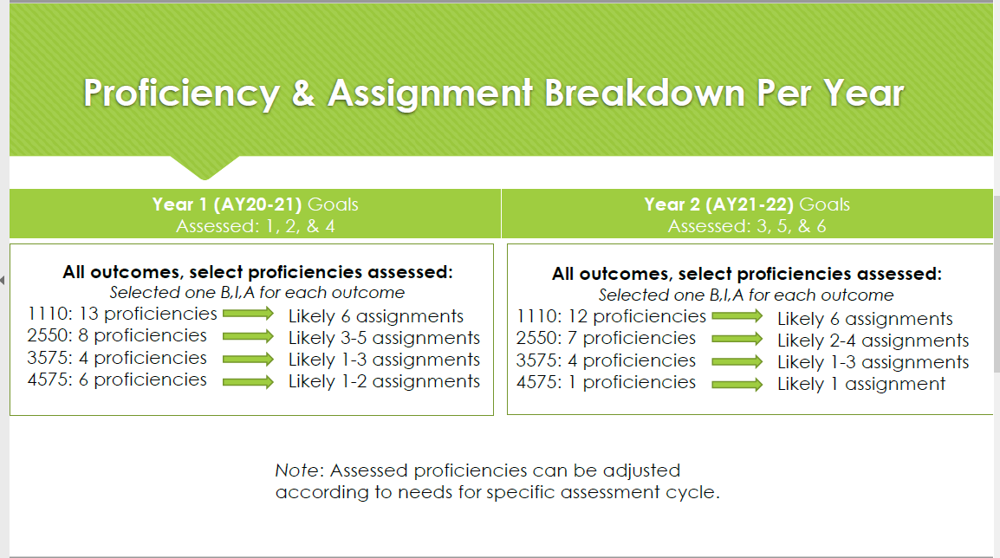 Proficiency & Assignment Breakdown Per Year
Year 1 (AY20-21) Goals
Assessed: 1, 2, & 4
All outcomes, select proficiencies assessed:
Selected one B,I,A for each outcome
1110: 13 proficiencies Likely 6 assignments
2550: 8 proficiencies Likely 3-5 assignments
3575: 4 proficiencies Likely 1-3 assignments
4575: 6 proficiencies Likely 1-2 assignments
Year 2 (AY21-22) Goals
Assessed: 3, 5, & 6
All outcomes, select proficiencies assessed:
Selected one B,I,A for each outcome
1110: 12 proficiencies Likely 6 assignments
2550: 7 proficiencies Likely 2-4 assignments
3575: 4 proficiencies Likely 1-3 assignments
4575: 1 proficiencies Likely 1 assignment
Note: Assessed proficiencies can be adjusted
according to needs for specific assessment cycle.